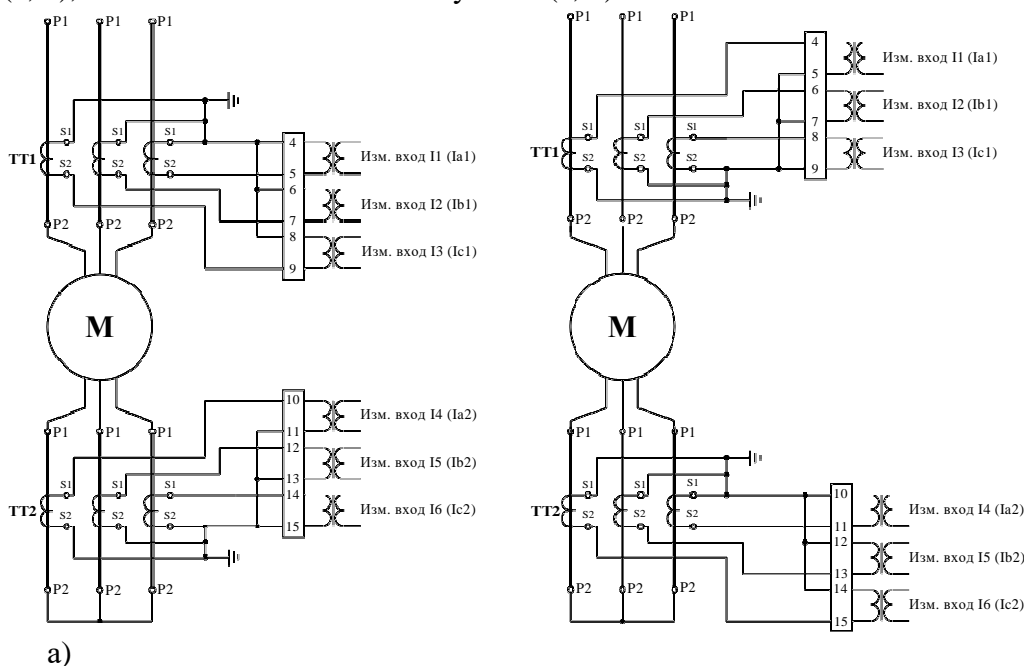 P1 P1 P1
S1 S1 S1
ТТ1
S2 S2 S2
4
5
6
7
8
9
Изм. вход I1 (Ia1)
Изм. вход I2 (Ib1)
Изм. вход I3 (Ic1)
P2 P2 P2
М
10
11
12
13
14
15
Изм. вход I4 (Ia2)
Изм. вход I5 (Ib2)
Изм. вход I6 (Ic2)
P1 P1 P1
S1 S1 S1
ТТ2
S2 S2 S2
P2 P2 P2
а)
P1 P1 P1
4
5
6
7
8
9
Изм. вход I1 (Ia1)
Изм. вход I2 (Ib1)
Изм. вход I3 (Ic1)
S1 S1 S1
ТТ1
S2 S2 S2
P2 P2 P2
М
P1 P1 P1
S1 S1 S1
ТТ2
S2 S2 S2
10
11
12
13
14
15
Изм. вход I4 (Ia2)
Изм. вход I5 (Ib2)
Изм. вход I6 (Ic2)
P2 P2 P2